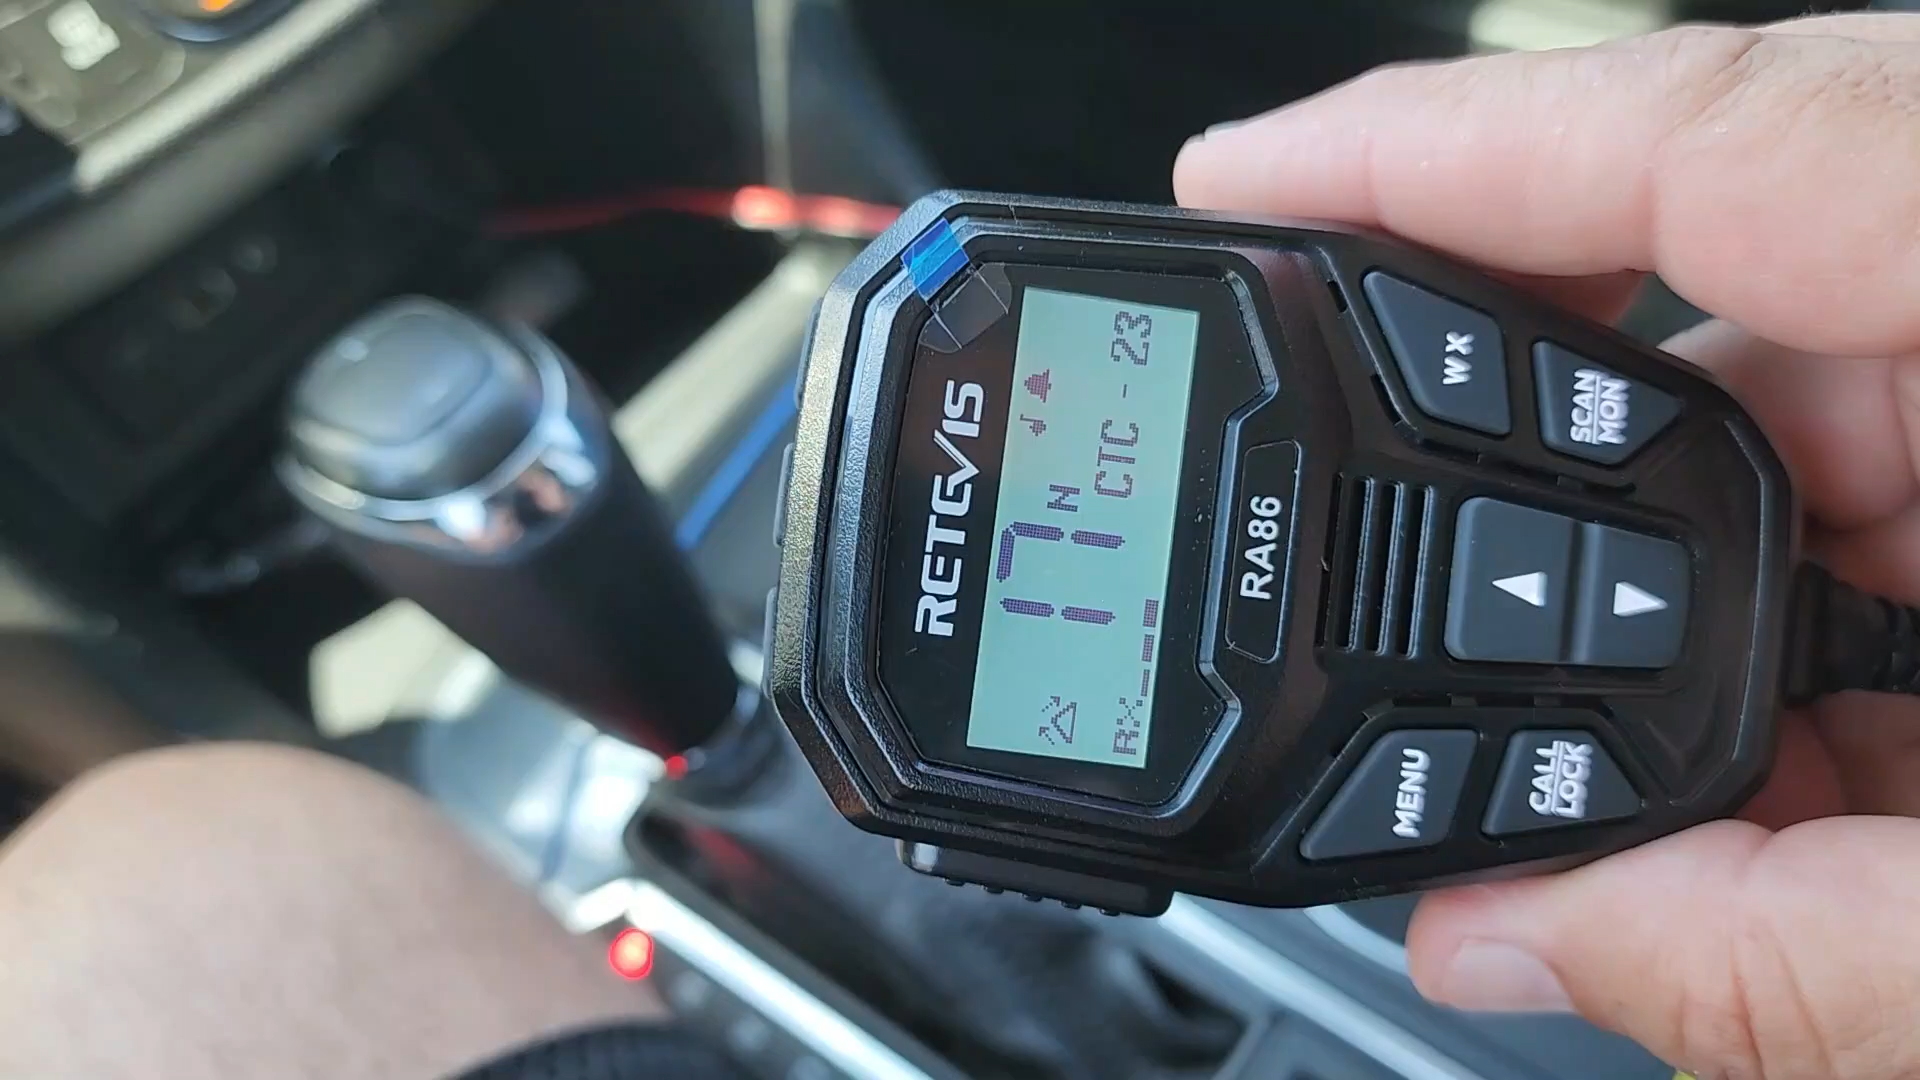 RETEVIS
17 N
CTC-23
RX
RA86
WX
SCAN
MON
MENU
CALL
LOCK